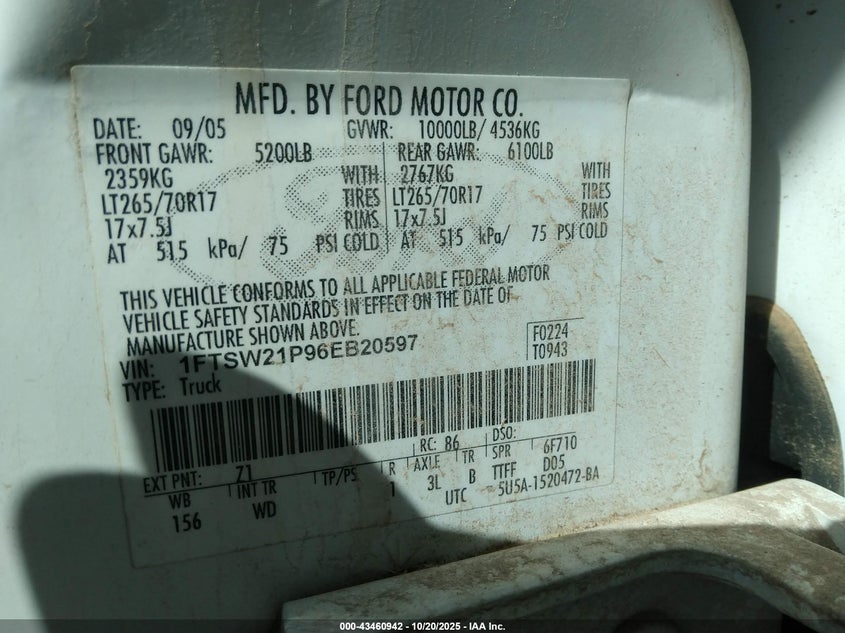 MFD. BY FORD MOTOR CO.
DATE: 09/05 GVWR: 10000LB/ 4536KG
FRONT GAWR: 5200LB REAR GAWR: 6100LB
2359KG WITH 2767KG WITH
LT265/70R17 TIRES LT265/70R17 TIRES
17x7.5J RIMS 17x7.5J RIMS
AT 515 kPa/ 75 PSI COLD AT 515 kPa/ 75 PSI COLD
THIS VEHICLE CONFORMS TO ALL APPLICABLE FEDERAL MOTOR
VEHICLE SAFETY STANDARDS IN EFFECT ON THE DATE OF
MANUFACTURE SHOWN ABOVE.
VIN: 1FTSW21P96EB20597 F0224
TYPE: Truck T0943
EXT PNT: Z1 RC: 86 DSO:
WB INT TR TP/PS R AXLE TR SPR 6F710
156 WD 1 3L B TTFF D05
UTC 5U5A-1520472-BA
000-43460942 - 10/20/2025 - IAA Inc.